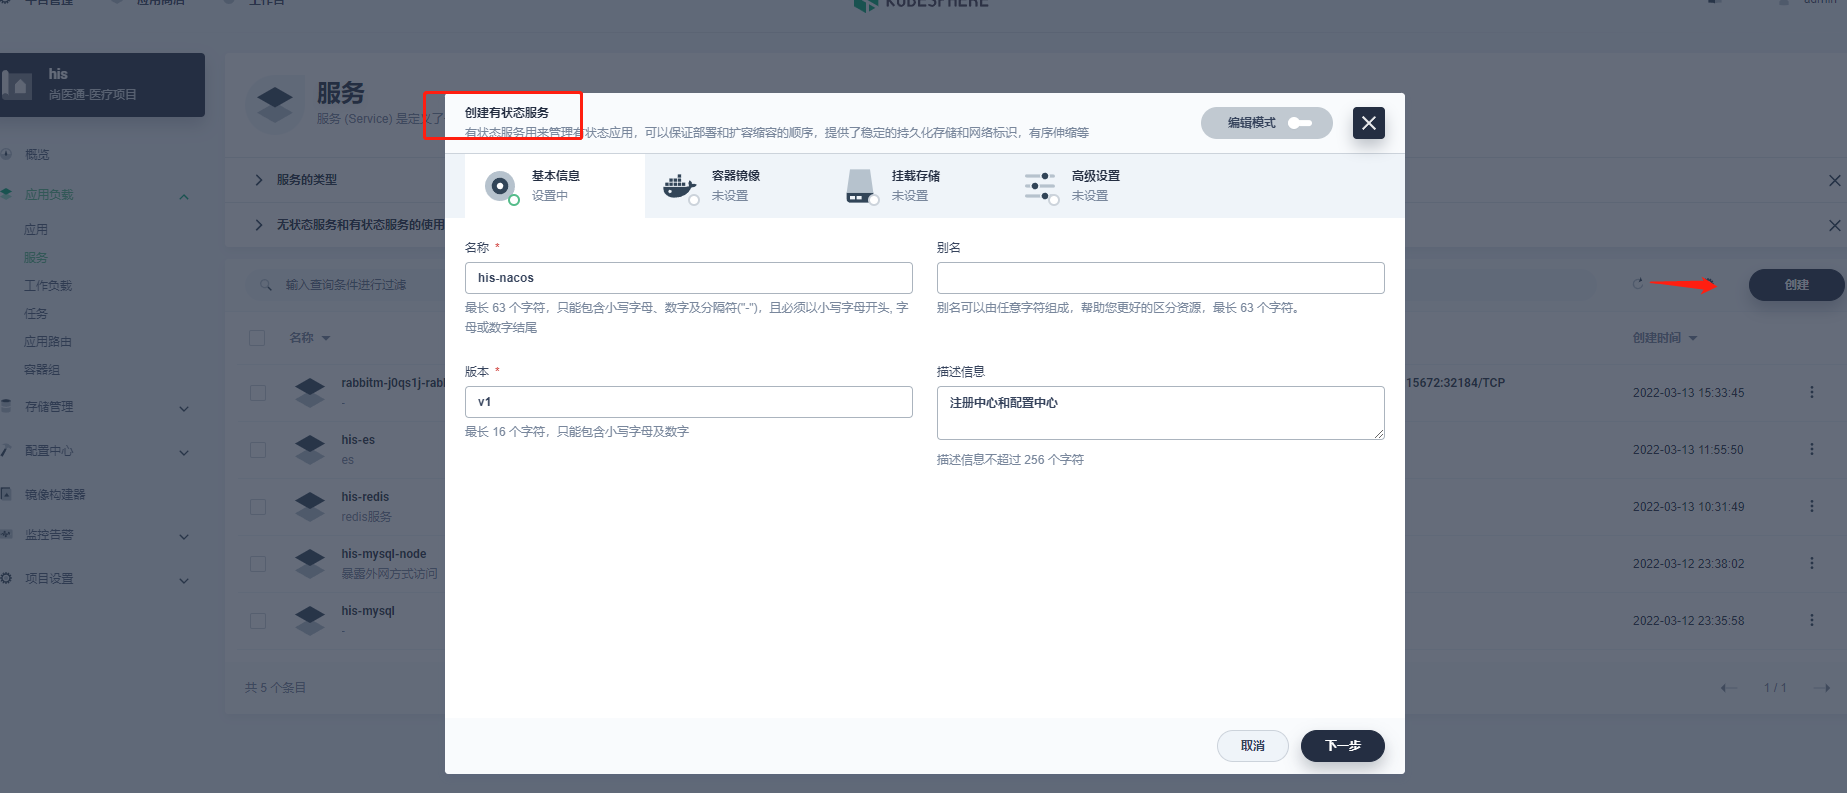 平台管理
应用商店
工作台
KUBESPHERE
admin
his
尚医通-医疗项目
概览
应用负载
应用
服务
工作负载
任务
应用路由
容器组
存储管理
配置中心
镜像构建器
监控告警
项目设置
服务
服务 (Service) 是定义了
服务的类型
无状态服务和有状态服务的使用
输入查询条件进行过滤
创建
名称
创建时间
rabbitm-j0qs1j-rabl
-
15672:32184/TCP
2022-03-13 15:33:45
his-es
es
2022-03-13 11:55:50
his-redis
redis服务
2022-03-13 10:31:49
his-mysql-node
暴露外网方式访问
2022-03-12 23:38:02
his-mysql
-
2022-03-12 23:35:58
共 5 个条目
1 / 1
创建有状态服务
有状态服务用来管理有状态应用，可以保证部署和扩容缩容的顺序，提供了稳定的持久化存储和网络标识，有序伸缩等
编辑模式
基本信息
设置中
容器镜像
未设置
挂载存储
未设置
高级设置
未设置
名称 *
his-nacos
最长 63 个字符，只能包含小写字母、数字及分隔符("-")，且必须以小写字母开头, 字
母或数字结尾
别名
别名可以由任意字符组成，帮助您更好的区分资源，最长 63 个字符。
版本 *
v1
最长 16 个字符，只能包含小写字母及数字
描述信息
注册中心和配置中心
描述信息不超过 256 个字符
取消
下一步